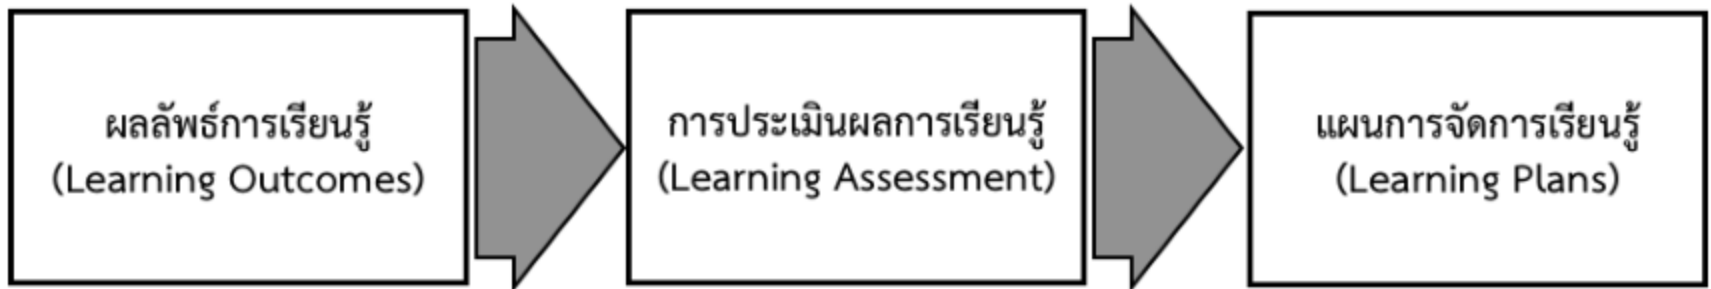 ผลลัพธ์การเรียนรู้
(Learning Outcomes)
การประเมินผลการเรียนรู้
(Learning Assessment)
แผนการจัดการเรียนรู้
(Learning Plans)